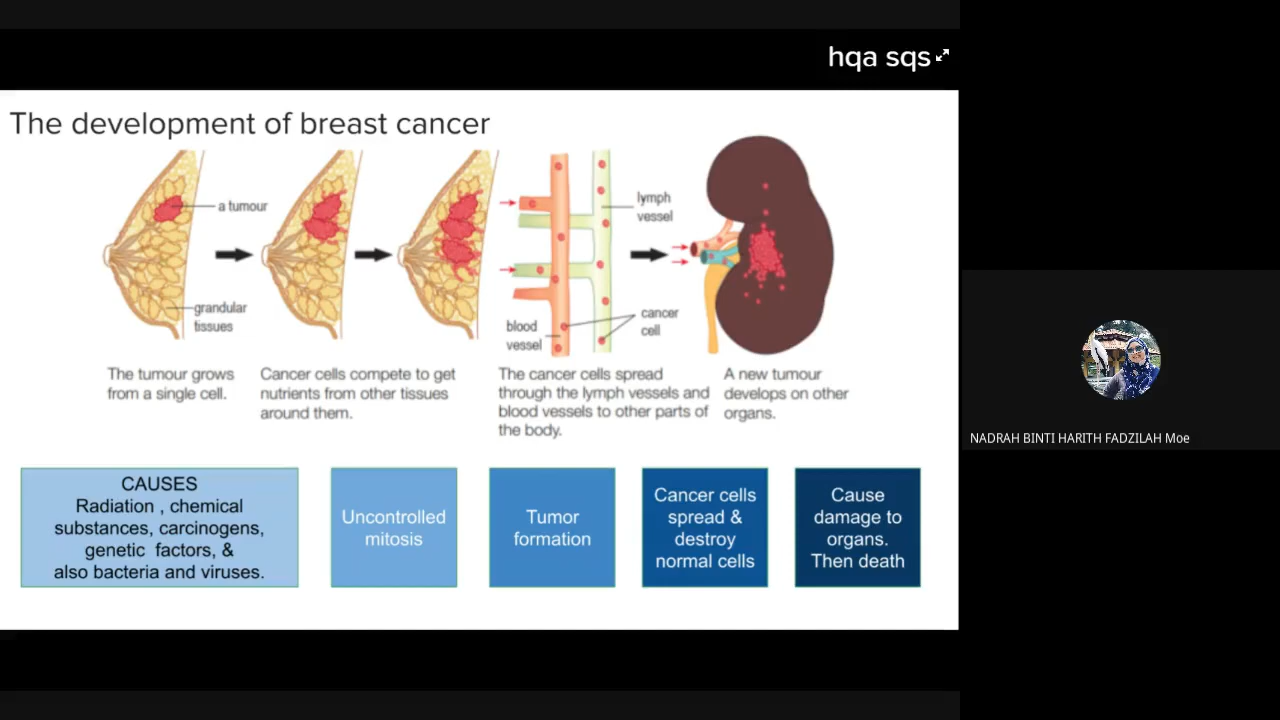 hqa sqs
The development of breast cancer
a tumour
grandular
tissues
lymph
vessel
blood
vessel
cancer
cell
The tumour grows
from a single cell.
Cancer cells compete to get
nutrients from other tissues
around them.
The cancer cells spread
through the lymph vessels and
blood vessels to other parts of
the body.
A new tumour
develops on other
organs.
CAUSES
Radiation , chemical
substances, carcinogens,
genetic factors, &
also bacteria and viruses.
Uncontrolled
mitosis
Tumor
formation
Cancer cells
spread &
destroy
normal cells
Cause
damage to
organs.
Then death
NADRAH BINTI HARITH FADZILAH Moe